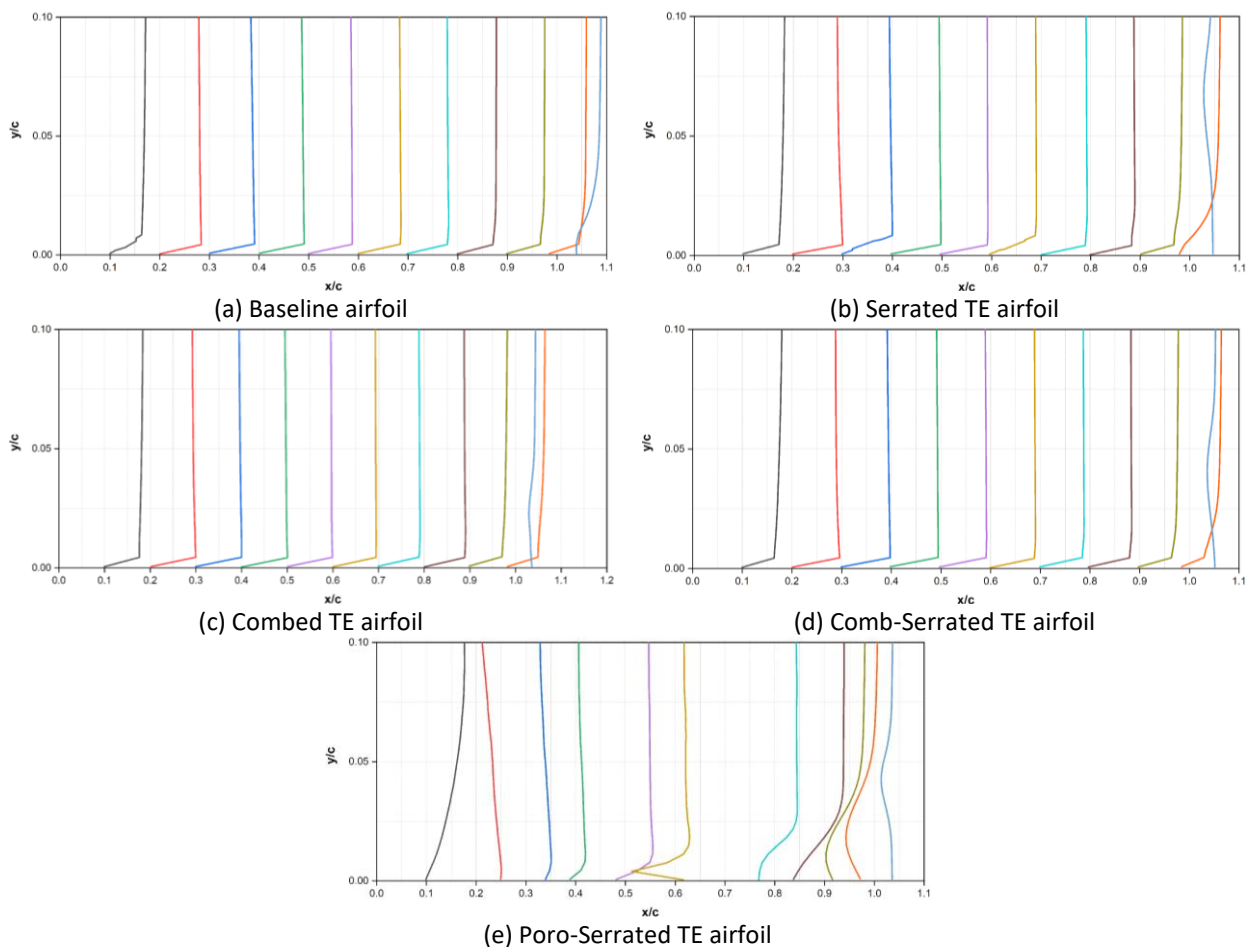 0.10
0.05
0.00
y/c
0.0 0.1 0.2 0.3 0.4 0.5 0.6 0.7 0.8 0.9 1.0 1.1
x/c
(a) Baseline airfoil
0.10
0.05
0.00
y/c
0.0 0.1 0.2 0.3 0.4 0.5 0.6 0.7 0.8 0.9 1.0 1.1
x/c
(b) Serrated TE airfoil
0.10
0.05
0.00
y/c
0.0 0.1 0.2 0.3 0.4 0.5 0.6 0.7 0.8 0.9 1.0 1.1 1.2
x/c
(c) Combed TE airfoil
0.10
0.05
0.00
y/c
0.0 0.1 0.2 0.3 0.4 0.5 0.6 0.7 0.8 0.9 1.0 1.1
x/c
(d) Comb-Serrated TE airfoil
0.10
0.05
0.00
y/c
0.0 0.1 0.2 0.3 0.4 0.5 0.6 0.7 0.8 0.9 1.0 1.1
x/c
(e) Poro-Serrated TE airfoil